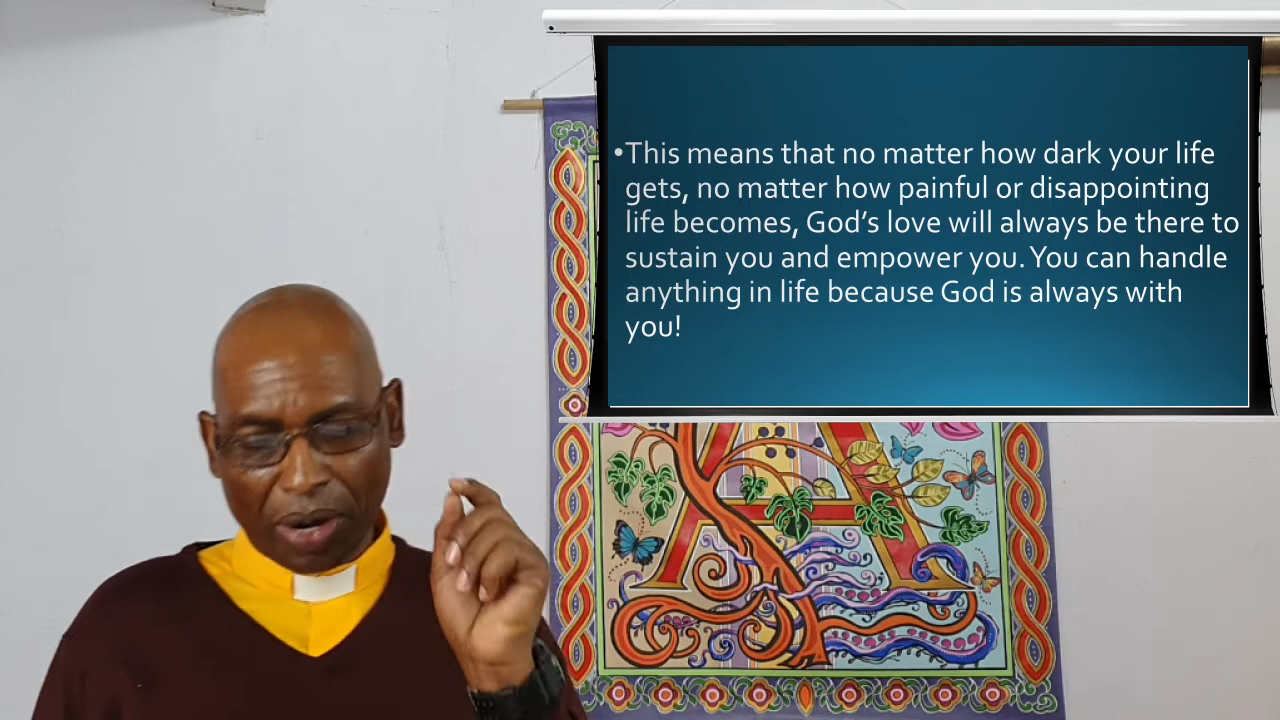 •This means that no matter how dark your life
gets, no matter how painful or disappointing
life becomes, God’s love will always be there to
sustain you and empower you. You can handle
anything in life because God is always with
you!
A